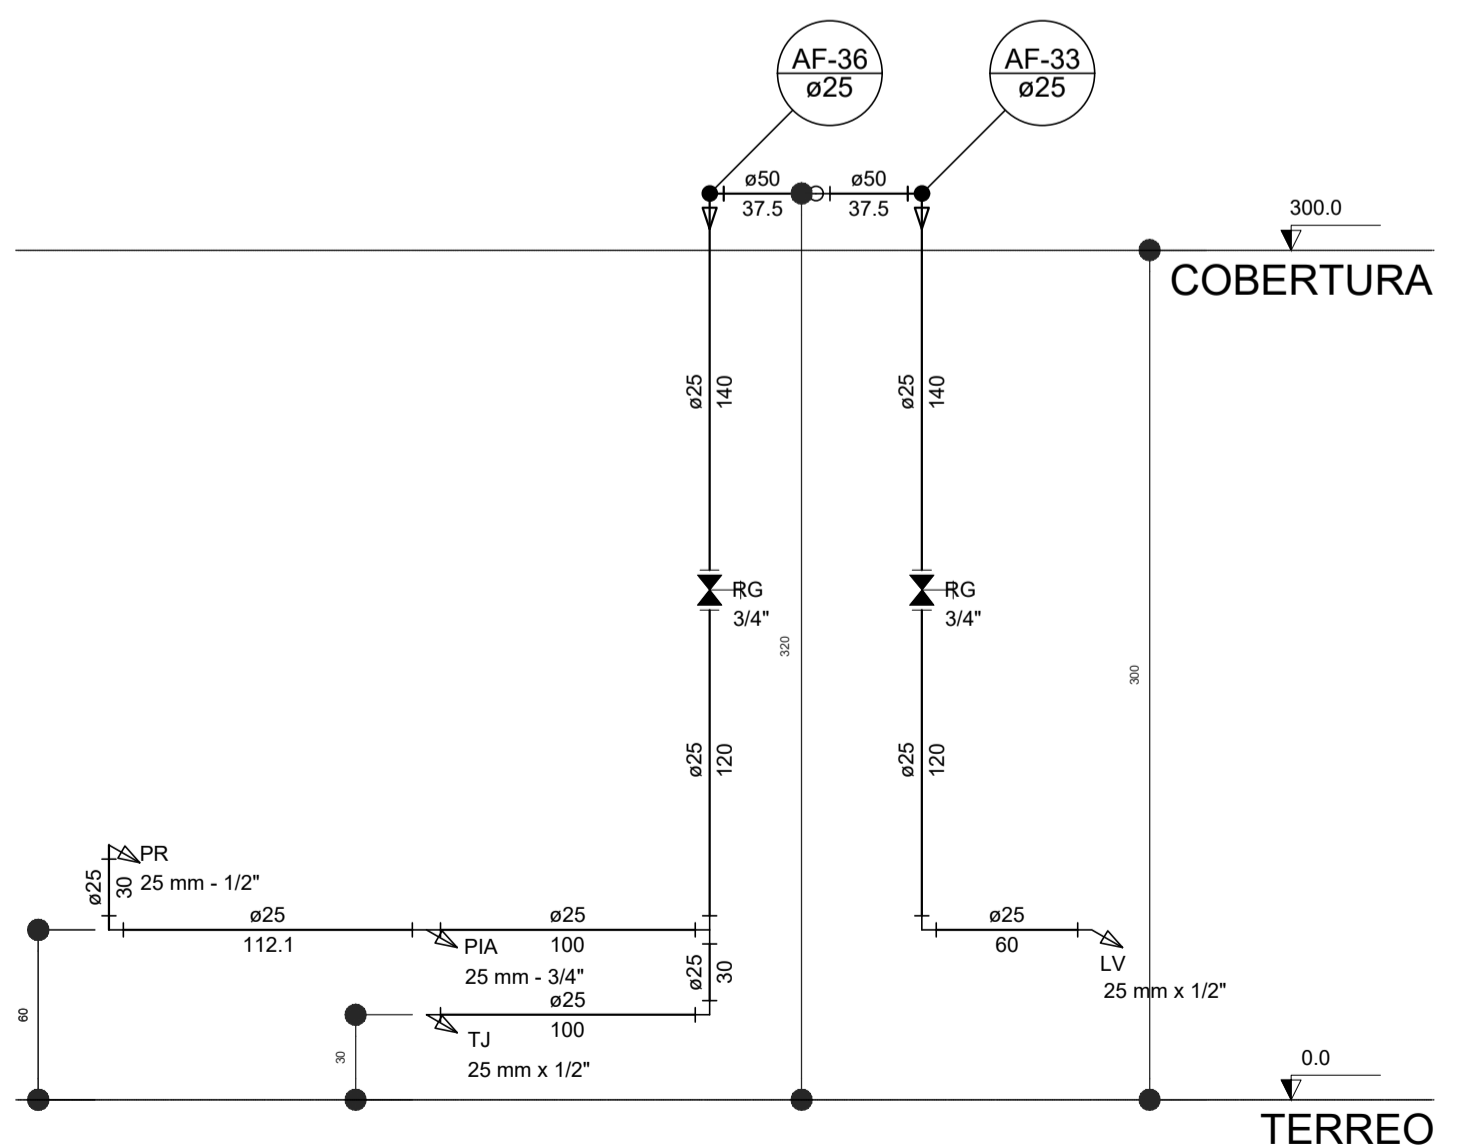 AF-36
ø25
AF-33
ø25
ø50
37.5
ø50
37.5
300.0
COBERTURA
ø25
140
ø25
140
RG
3/4"
RG
3/4"
320
300
ø25
120
ø25
120
PR
25 mm - 1/2"
ø25
30
ø25
112.1
ø25
100
PIA
25 mm - 3/4"
ø25
30
ø25
60
LV
25 mm x 1/2"
ø25
100
TJ
25 mm x 1/2"
60
30
0.0
TERREO